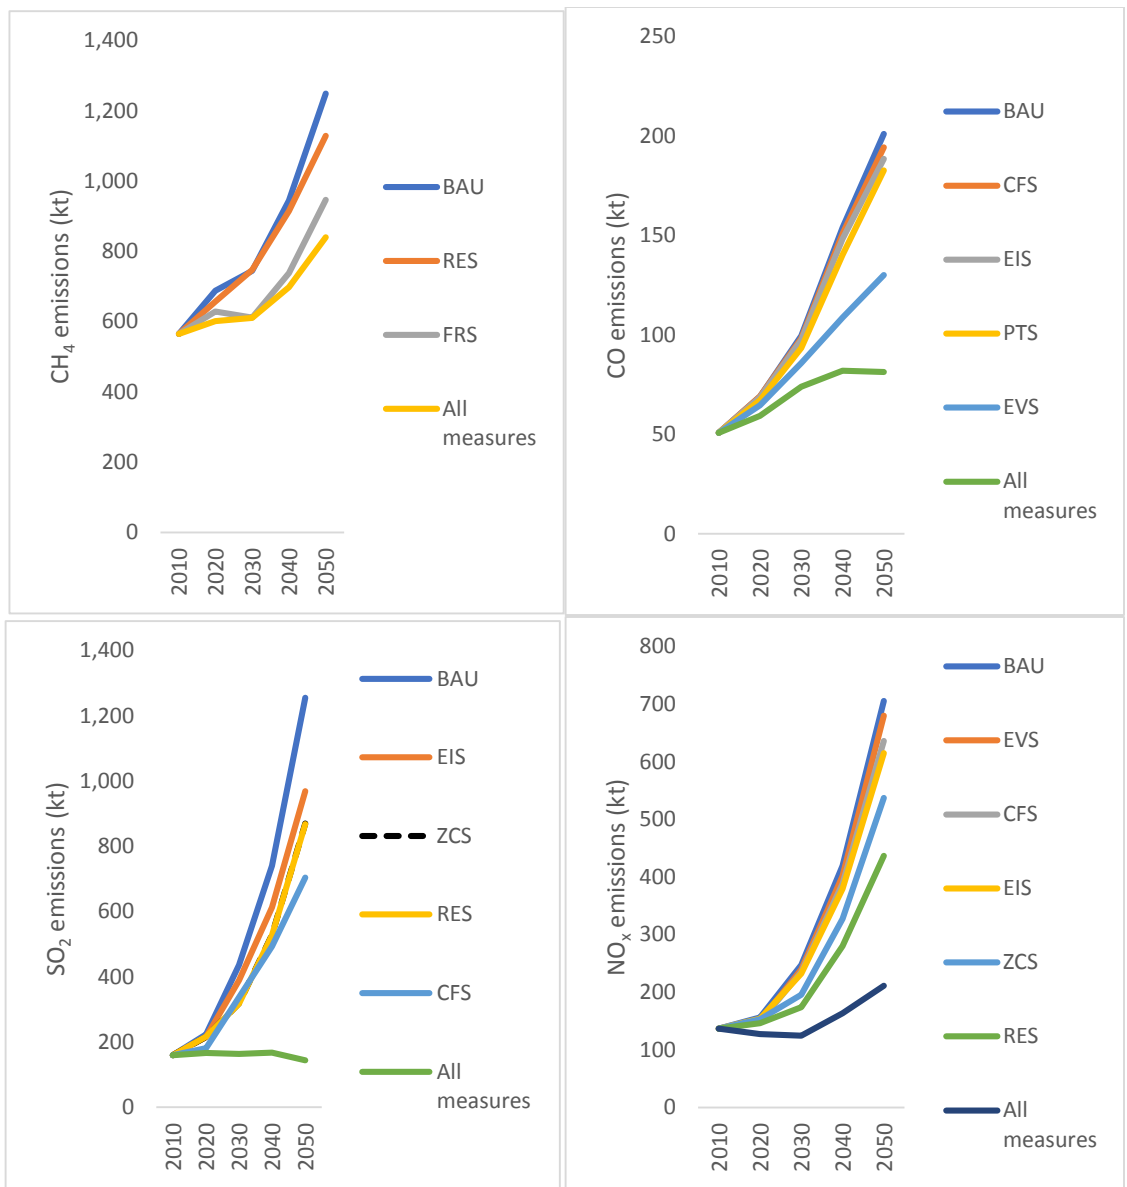 1,400
1,200
1,000
800
600
400
200
0
CH4 emissions (kt)
2010
2020
2030
2040
2050
BAU
RES
FRS
All
measures
250
200
150
100
50
0
CO emissions (kt)
2010
2020
2030
2040
2050
BAU
CFS
EIS
PTS
EVS
All
measures
1,400
1,200
1,000
800
600
400
200
0
SO2 emissions (kt)
2010
2020
2030
2040
2050
BAU
EIS
ZCS
RES
CFS
All
measures
800
700
600
500
400
300
200
100
0
NOx emissions (kt)
2010
2020
2030
2040
2050
BAU
EVS
CFS
EIS
ZCS
RES
All
measures